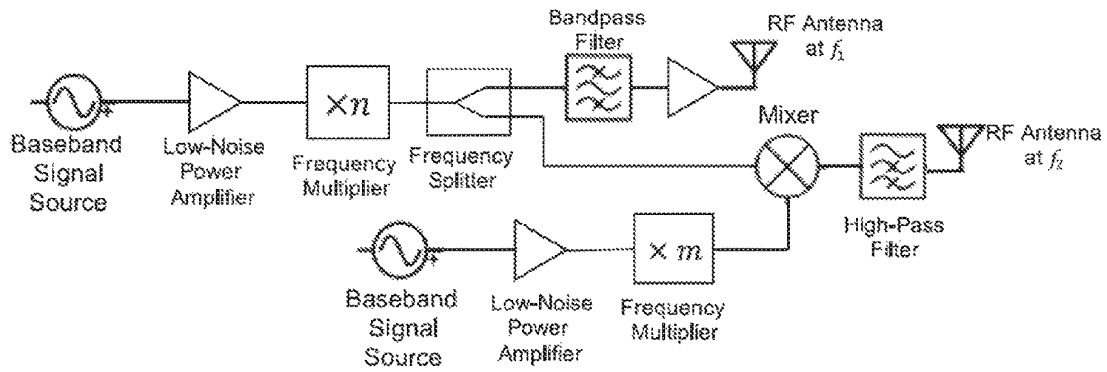 Bandpass
Filter
RF Antenna
at f₁
×n
Baseband
Signal
Source
Low-Noise
Power
Amplifier
Frequency
Multiplier
Frequency
Splitter
Mixer
RF Antenna
at f₂
High-Pass
Filter
× m
Baseband
Signal
Source
Low-Noise
Power
Amplifier
Frequency
Multiplier